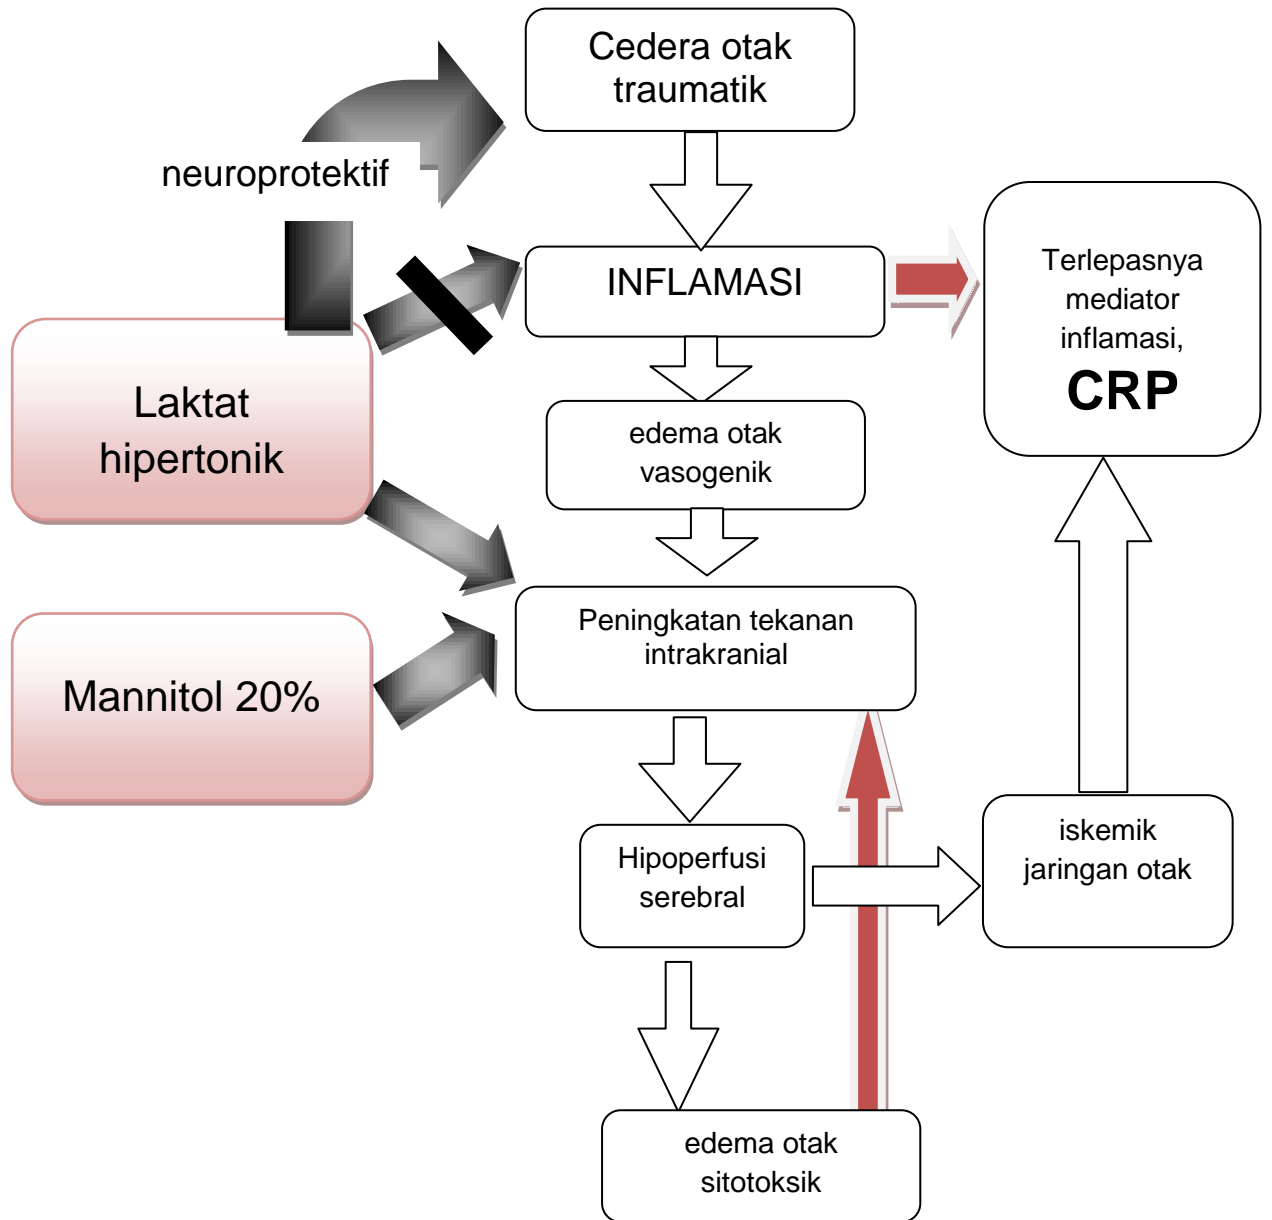 Cedera otak
traumatik
neuroprotektif
INFLAMASI
Terlepasnya
mediator
inflamasi,
CRP
Laktat
hipertonik
edema otak
vasogenik
Peningkatan tekanan
intrakranial
Mannitol 20%
Hipoperfusi
serebral
iskemik
jaringan otak
edema otak
sitotoksik